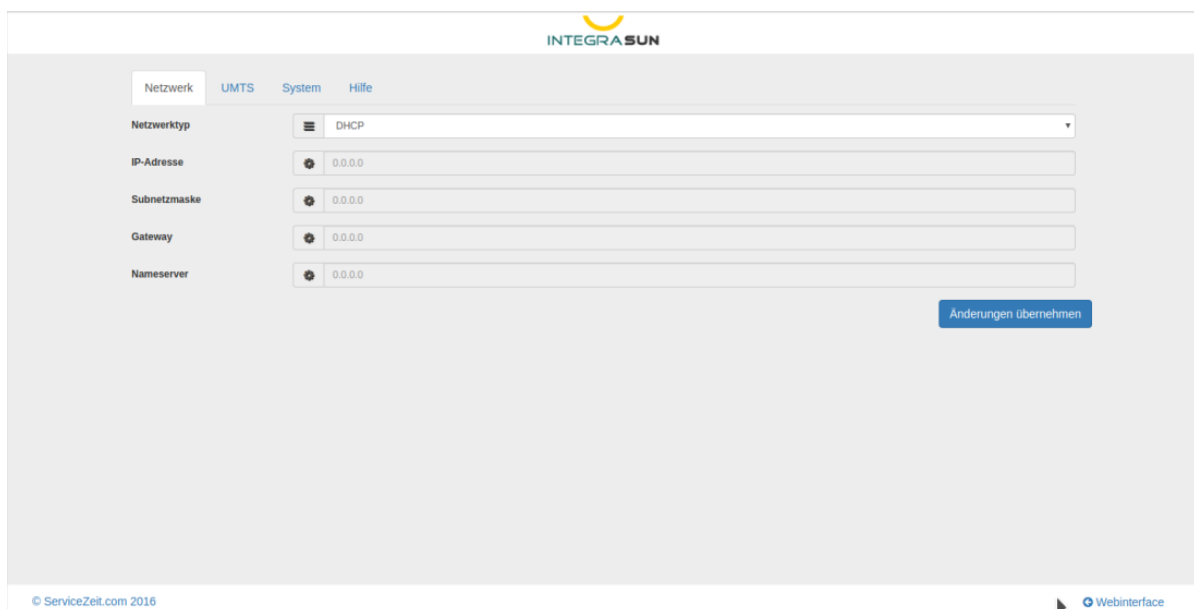 INTEGRASUN
Netzwerk UMTS System Hilfe
Netzwerktyp DHCP
IP-Adresse 0.0.0.0
Subnetzmaske 0.0.0.0
Gateway 0.0.0.0
Nameserver 0.0.0.0
Änderungen übernehmen
© ServiceZeit.com 2016 Webinterface